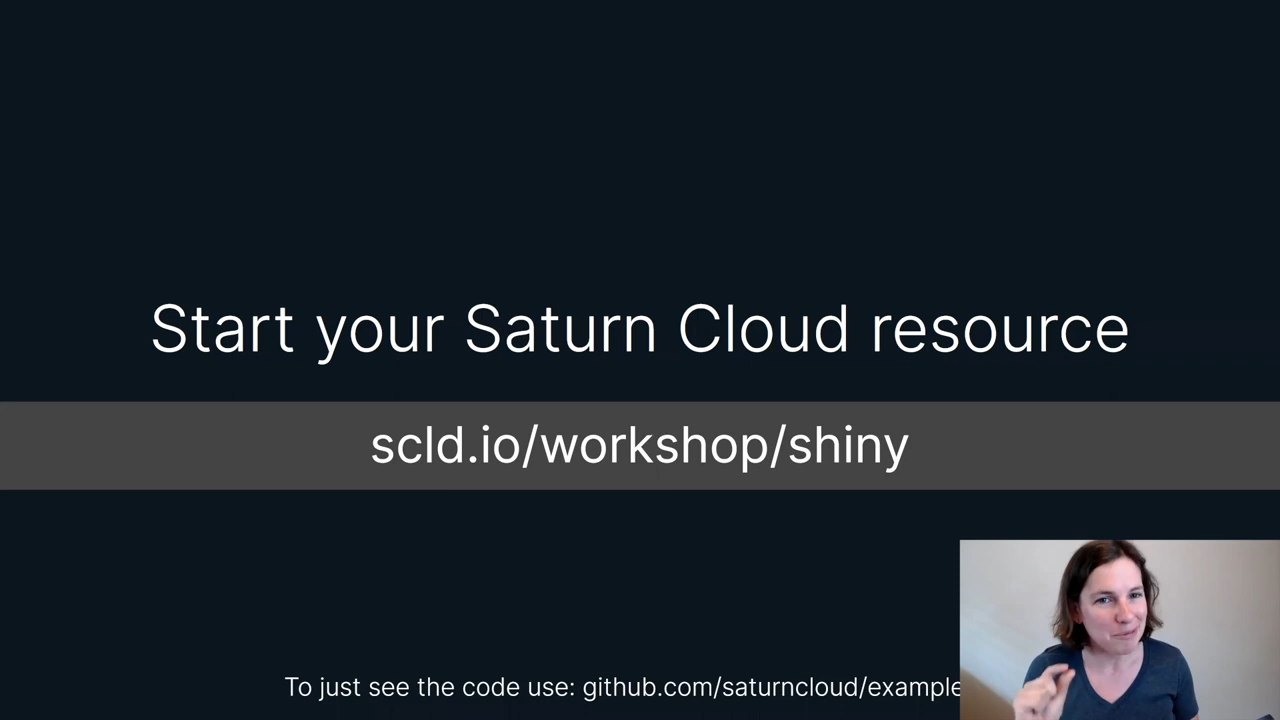 Start your Saturn Cloud resource
scld.io/workshop/shiny
To just see the code use: github.com/saturncloud/example